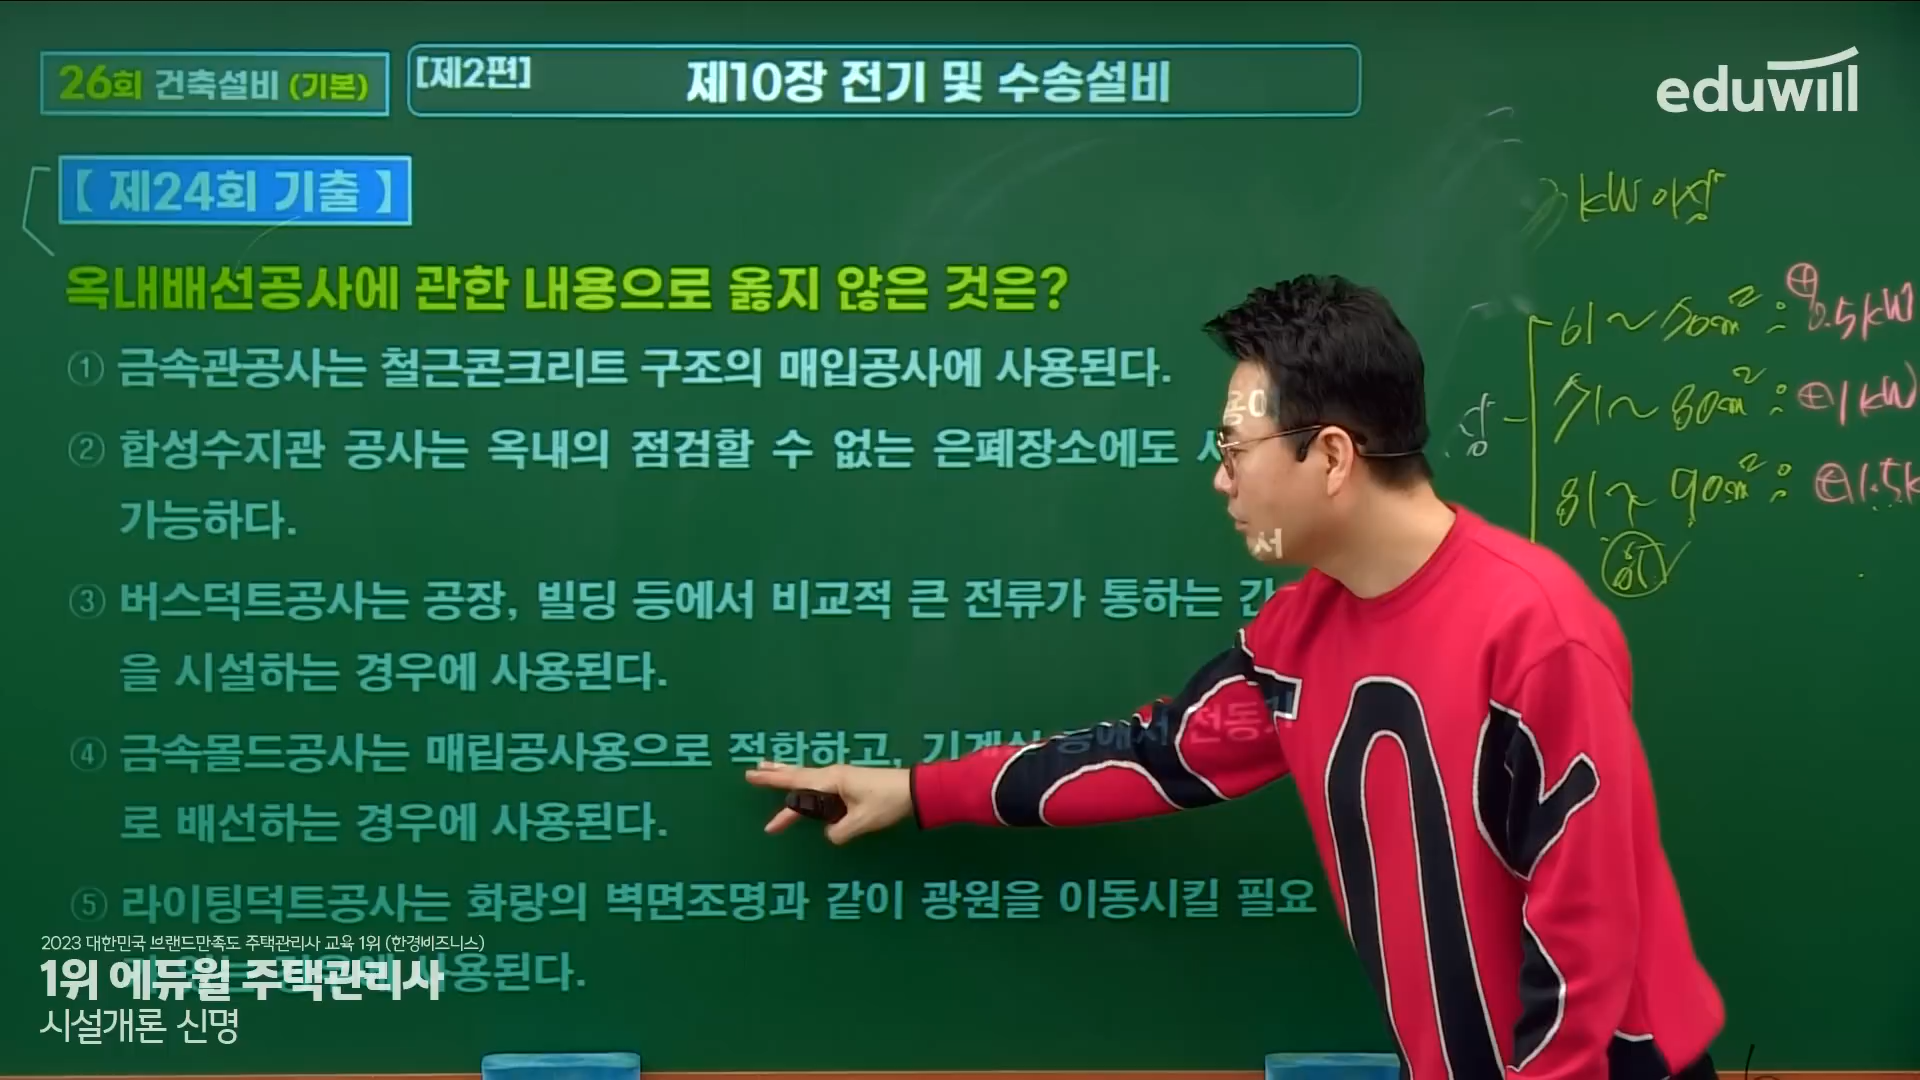 26회 건축설비 (기본)
[제2편]
제10장 전기 및 수송설비
eduwill
【 제24회 기출 】
옥내배선공사에 관한 내용으로 옳지 않은 것은?
① 금속관공사는 철근콘크리트 구조의 매입공사에 사용된다.
② 합성수지관 공사는 옥내의 점검할 수 없는 은폐장소에도
가능하다.
③ 버스덕트공사는 공장, 빌딩 등에서 비교적 큰 전류가 통하는 간
을 시설하는 경우에 사용된다.
④ 금속몰드공사는 매립공사용으로 적합하고, 기계실 등에서 전동기
로 배선하는 경우에 사용된다.
⑤ 라이팅덕트공사는 화랑의 벽면조명과 같이 광원을 이동시킬 필요
사용된다.
2023 대한민국 브랜드만족도 주택관리사 교육 1위 (한경비즈니스)
1위 에듀윌 주택관리사
시설개론 신명
kW 이상
61~70㎡ : ⊕0.5kW
71~80㎡ : ⊕1kW
81~90㎡ : ⊕1.5k